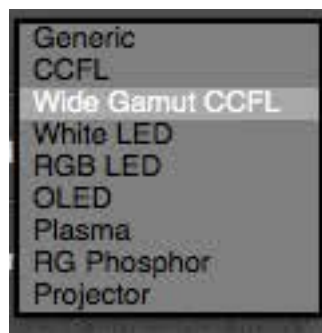 Generic
CCFL
Wide Gamut CCFL
White LED
RGB LED
OLED
Plasma
RG Phosphor
Projector